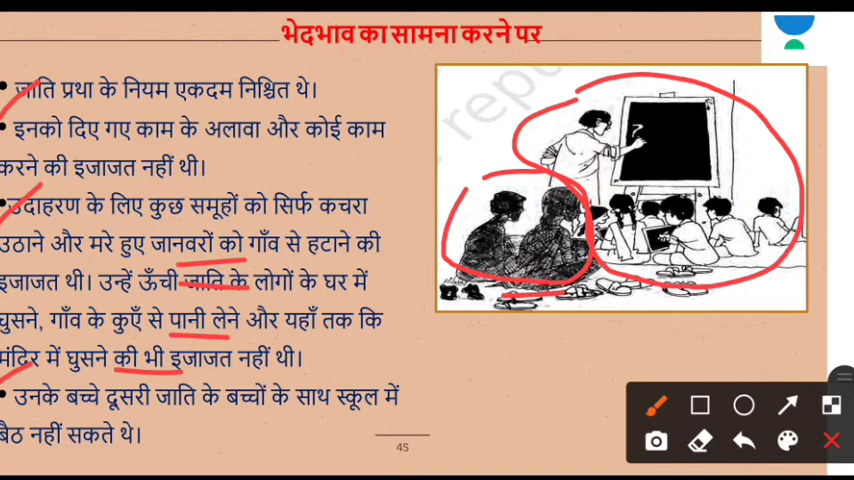 भेदभाव का सामना करने पर
• जाति प्रथा के नियम एकदम निश्चित थे।
• इनको दिए गए काम के अलावा और कोई काम
करने की इजाजत नहीं थी।
• उदाहरण के लिए कुछ समूहों को सिर्फ कचरा
उठाने और मरे हुए जानवरों को गाँव से हटाने की
इजाजत थी। उन्हें ऊँची जाति के लोगों के घर में
घुसने, गाँव के कुएँ से पानी लेने और यहाँ तक कि
मंदिर में घुसने की भी इजाजत नहीं थी।
• उनके बच्चे दूसरी जाति के बच्चों के साथ स्कूल में
बैठ नहीं सकते थे।
?
45